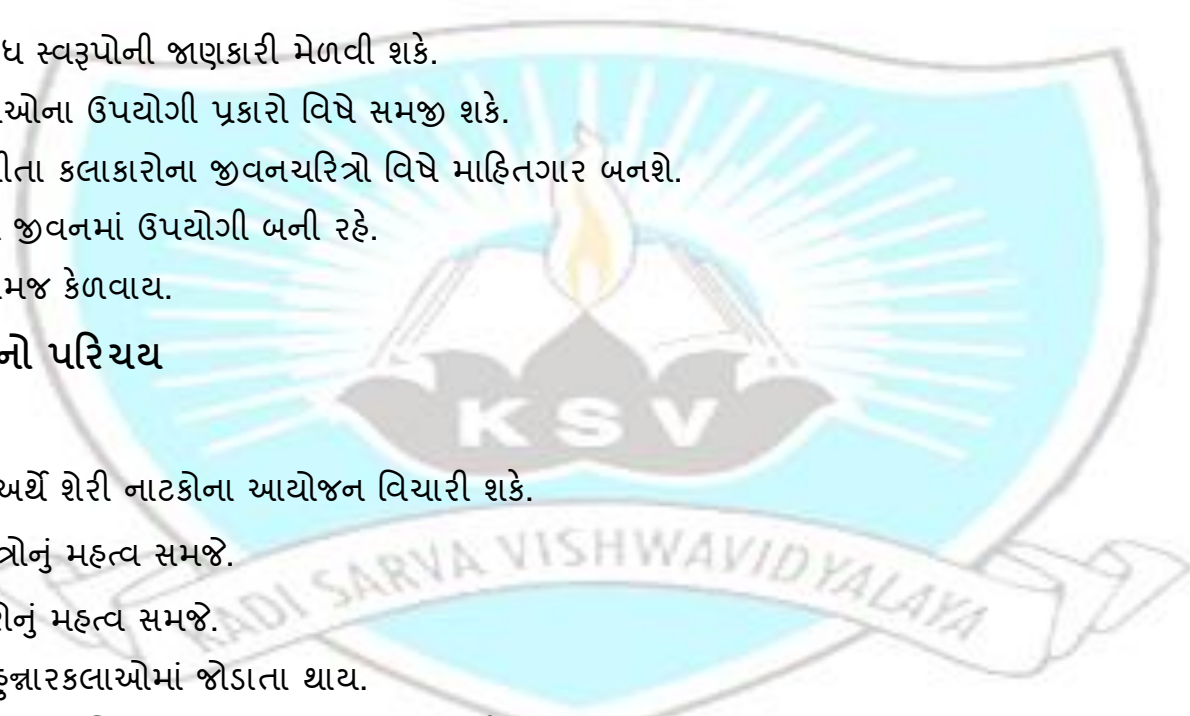 ધ સ્વરૂપોની જાણકારી મેળવી શકે.
ઓના ઉપયોગી પ્રકારો વિષે સમજી શકે.
ીતા કલાકારોના જીવનચરિત્રો વિષે માહિતગાર બનશે.
જીવનમાં ઉપયોગી બની રહે.
મજ કેળવાય.
નો પરિચય
KSV
અર્થે શેરી નાટકોના આયોજન વિચારી શકે.
ત્રોનું મહત્વ સમજે.
નું મહત્વ સમજે.
હુન્નારકલાઓમાં જોડાતા થાય.
KADI SARVA VISHWAVIDYALAYA